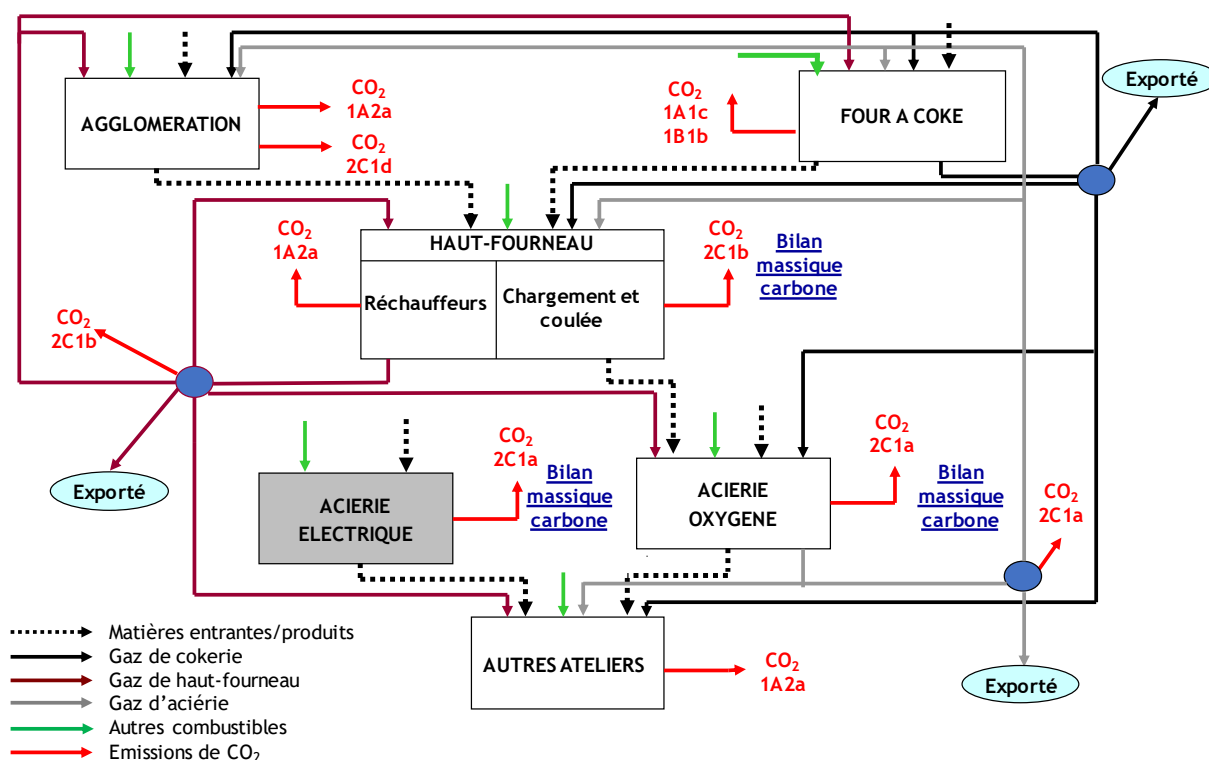 Exporté
CO2
1A2a
AGGLOMERATION
CO2
2C1d
CO2
1A1c
1B1b
FOUR A COKE
CO2
1A2a
HAUT-FOURNEAU
Réchauffeurs
Chargement et
coulée
CO2
2C1b
Bilan
massique
carbone
CO2
2C1b
Exporté
ACIERIE
ELECTRIQUE
CO2
2C1a
Bilan
massique
carbone
ACIERIE
OXYGENE
CO2
2C1a
Bilan
massique
carbone
CO2
2C1a
AUTRES ATELIERS
CO2
1A2a
Exporté
Matières entrantes/produits
Gaz de cokerie
Gaz de haut-fourneau
Gaz d'aciérie
Autres combustibles
Emissions de CO2